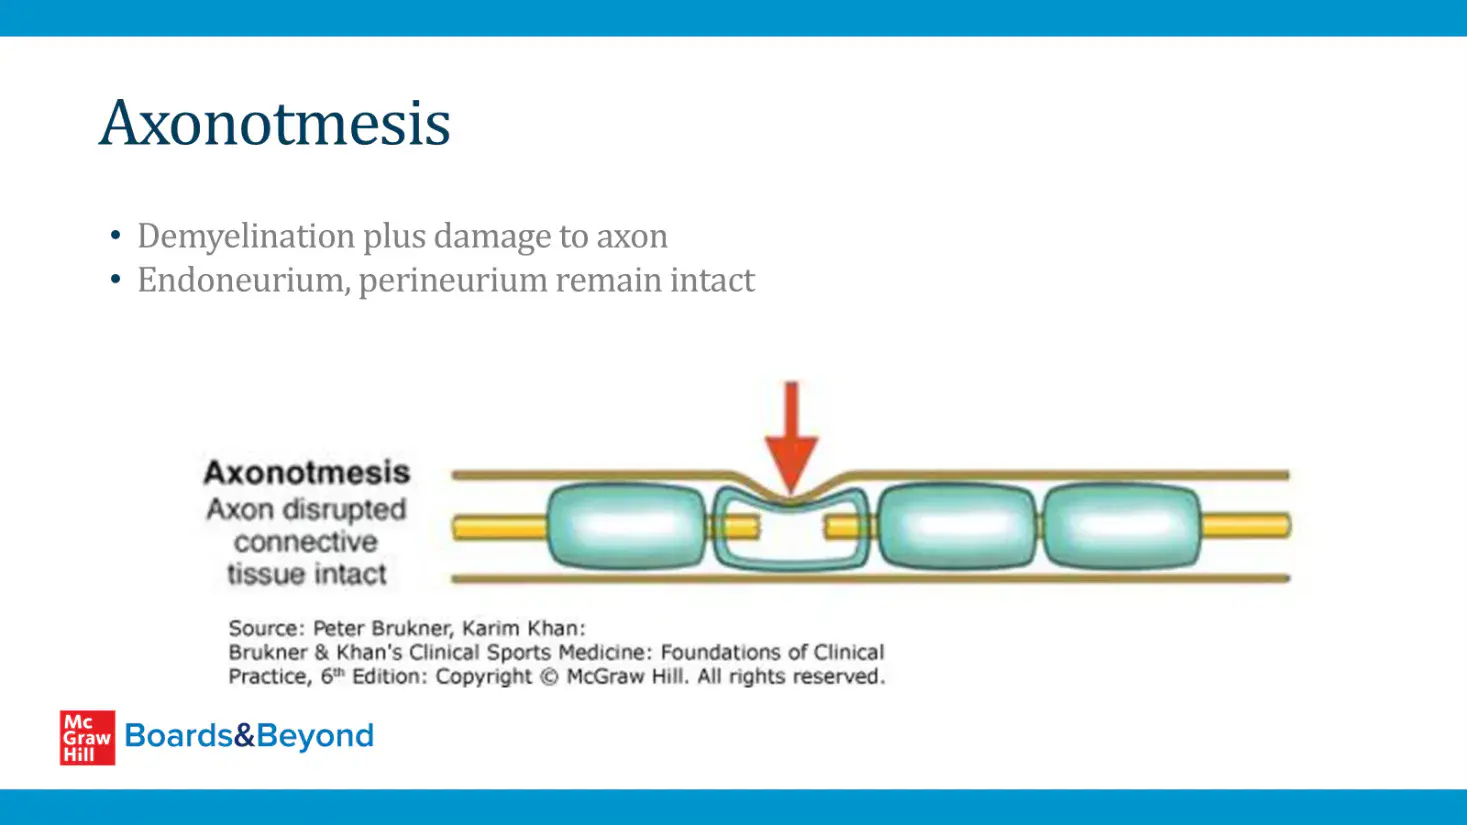 Axonotmesis
• Demyelination plus damage to axon
• Endoneurium, perineurium remain intact
Axonotmesis
Axon disrupted
connective
tissue intact
Source: Peter Brukner, Karim Khan:
Brukner & Khan's Clinical Sports Medicine: Foundations of Clinical
Practice, 6th Edition: Copyright © McGraw Hill. All rights reserved.
Mc
Graw
Hill
Boards&Beyond